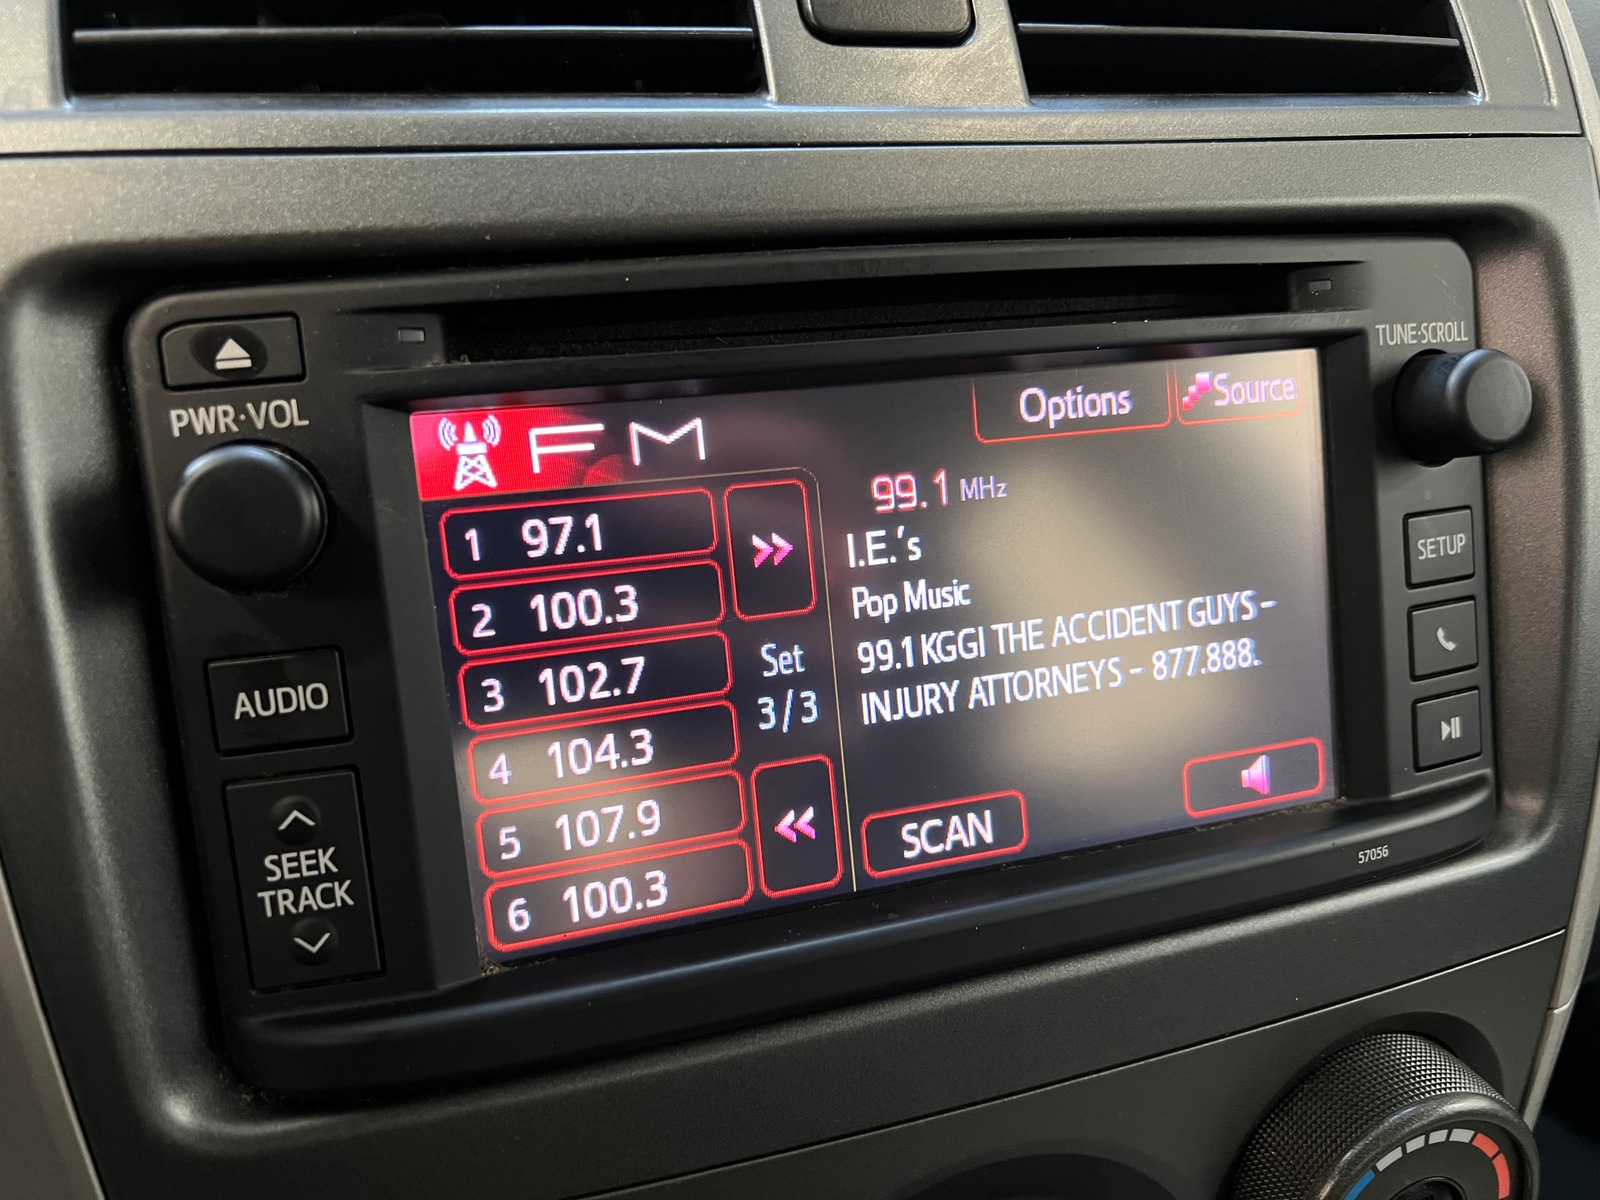 TUNE·SCROLL
PWR·VOL
FM
Options
Source
99.1 MHz
1 97.1
2 100.3
3 102.7
4 104.3
5 107.9
6 100.3
Set
3/3
I.E.'s
Pop Music
99.1 KGGI THE ACCIDENT GUYS -
INJURY ATTORNEYS - 877.888.
SCAN
SETUP
AUDIO
SEEK
TRACK
57056